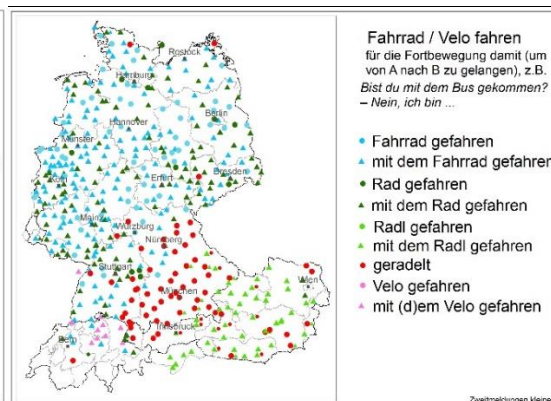 Fahrrad / Velo fahren
für die Fortbewegung damit (um
von A nach B zu gelangen), z.B.
Bist du mit dem Bus gekommen?
– Nein, ich bin ...
Fahrrad gefahren
mit dem Fahrrad gefahren
Rad gefahren
mit dem Rad gefahren
Radl gefahren
mit dem Radl gefahren
geradelt
Velo gefahren
mit (d)em Velo gefahren
Rostock
Hamburg
Hannover
Berlin
Münster
Köln
Erfurt
Dresden
Mainz
Würzburg
Nürnberg
Stuttgart
München
Wien
Innsbruck
Bern
Zweitmeldungen kleiner